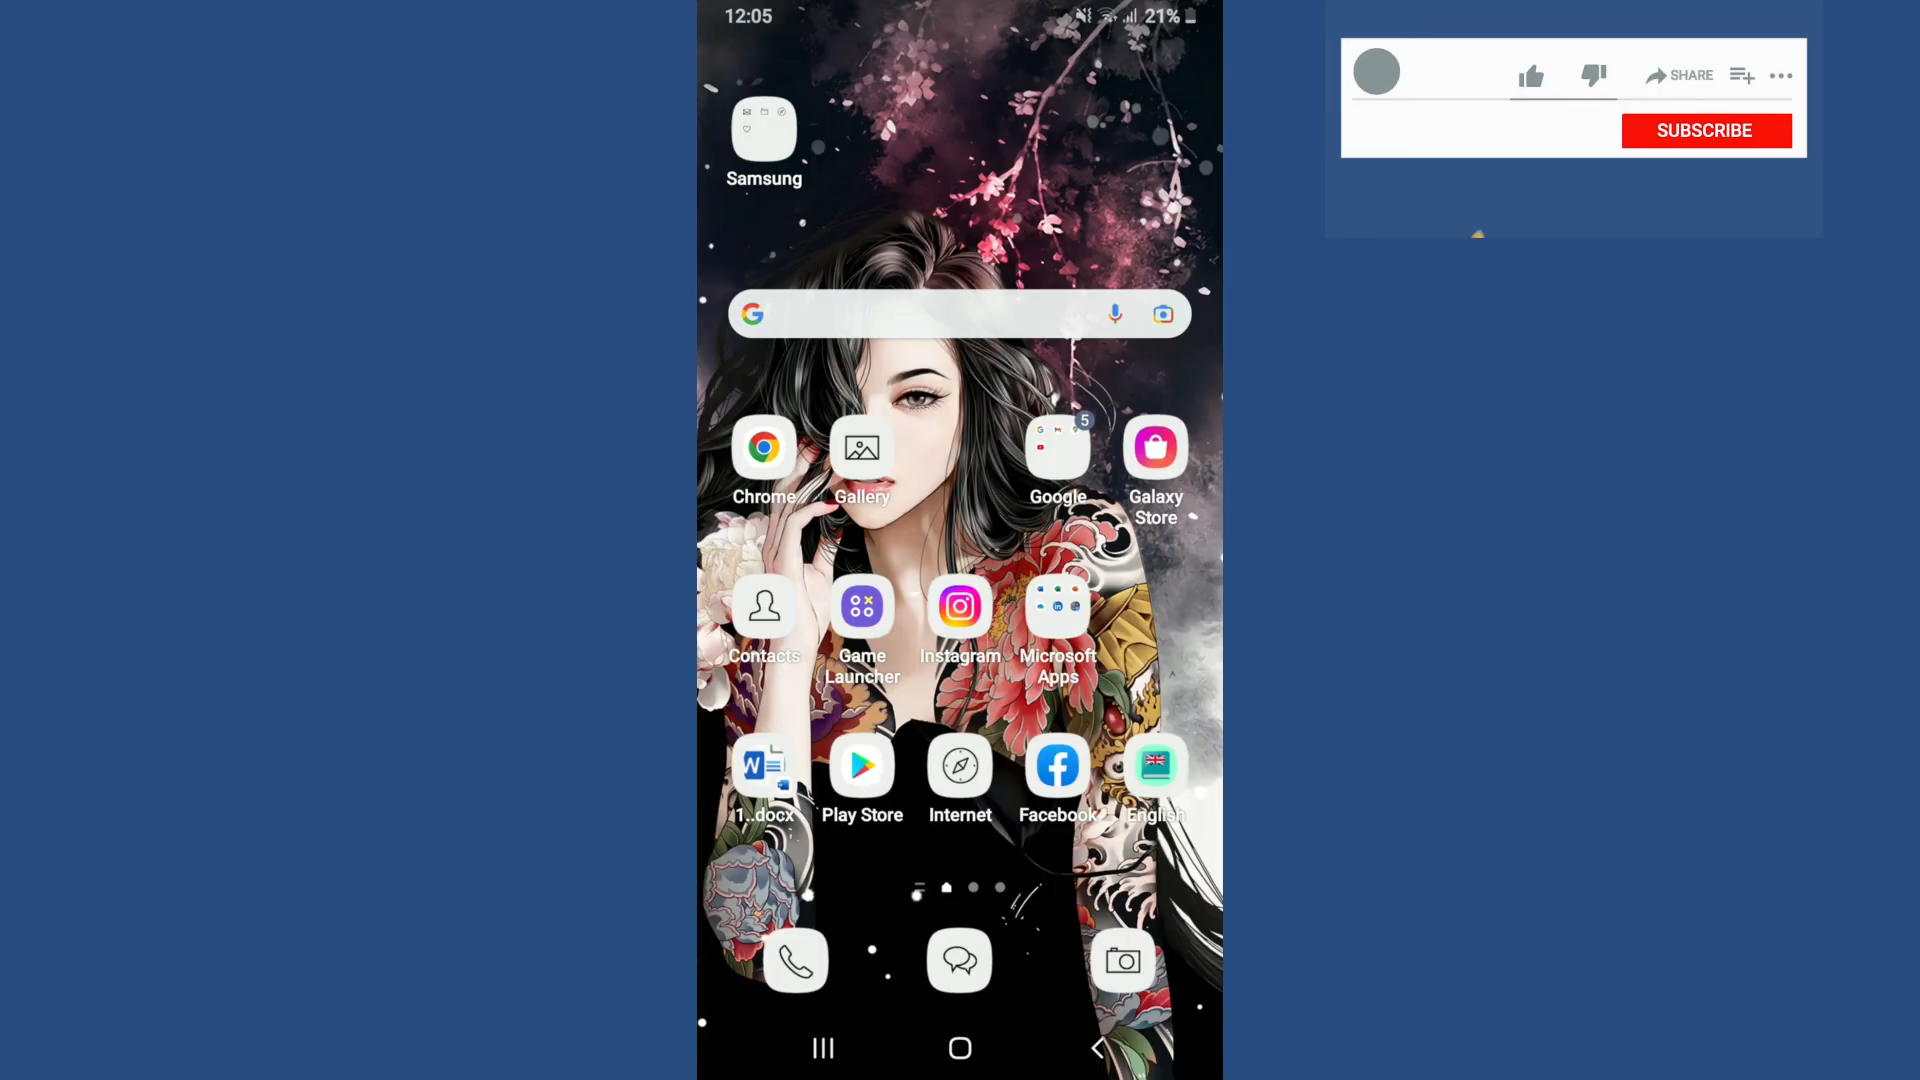 12:05
21%
SHARE
SUBSCRIBE
Samsung
5
Chrome
Gallery
Google
Galaxy
Store
Contacts
Game
Launcher
Instagram
Microsoft
Apps
1..docx
Play Store
Internet
Facebook
English